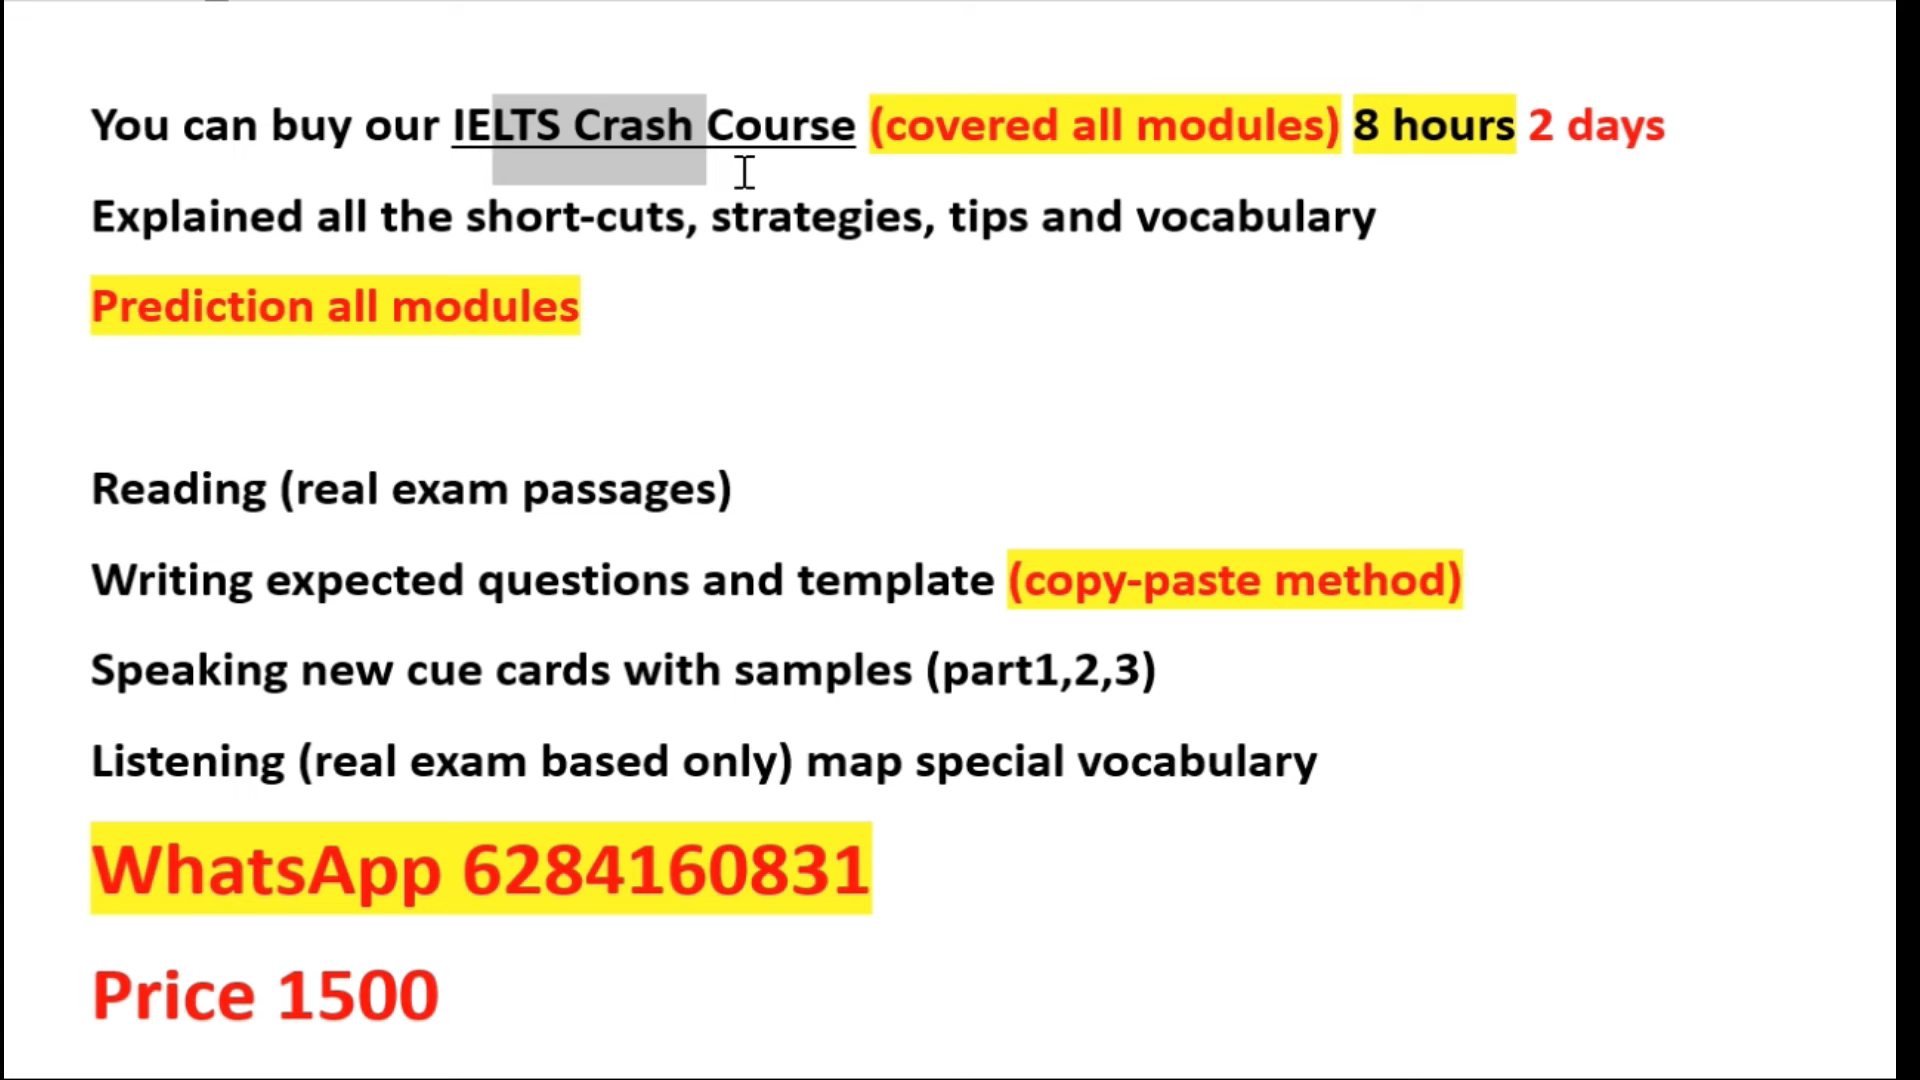 You can buy our IELTS Crash Course (covered all modules) 8 hours 2 days
Explained all the short-cuts, strategies, tips and vocabulary
Prediction all modules
Reading (real exam passages)
Writing expected questions and template (copy-paste method)
Speaking new cue cards with samples (part1,2,3)
Listening (real exam based only) map special vocabulary
WhatsApp 6284160831
Price 1500